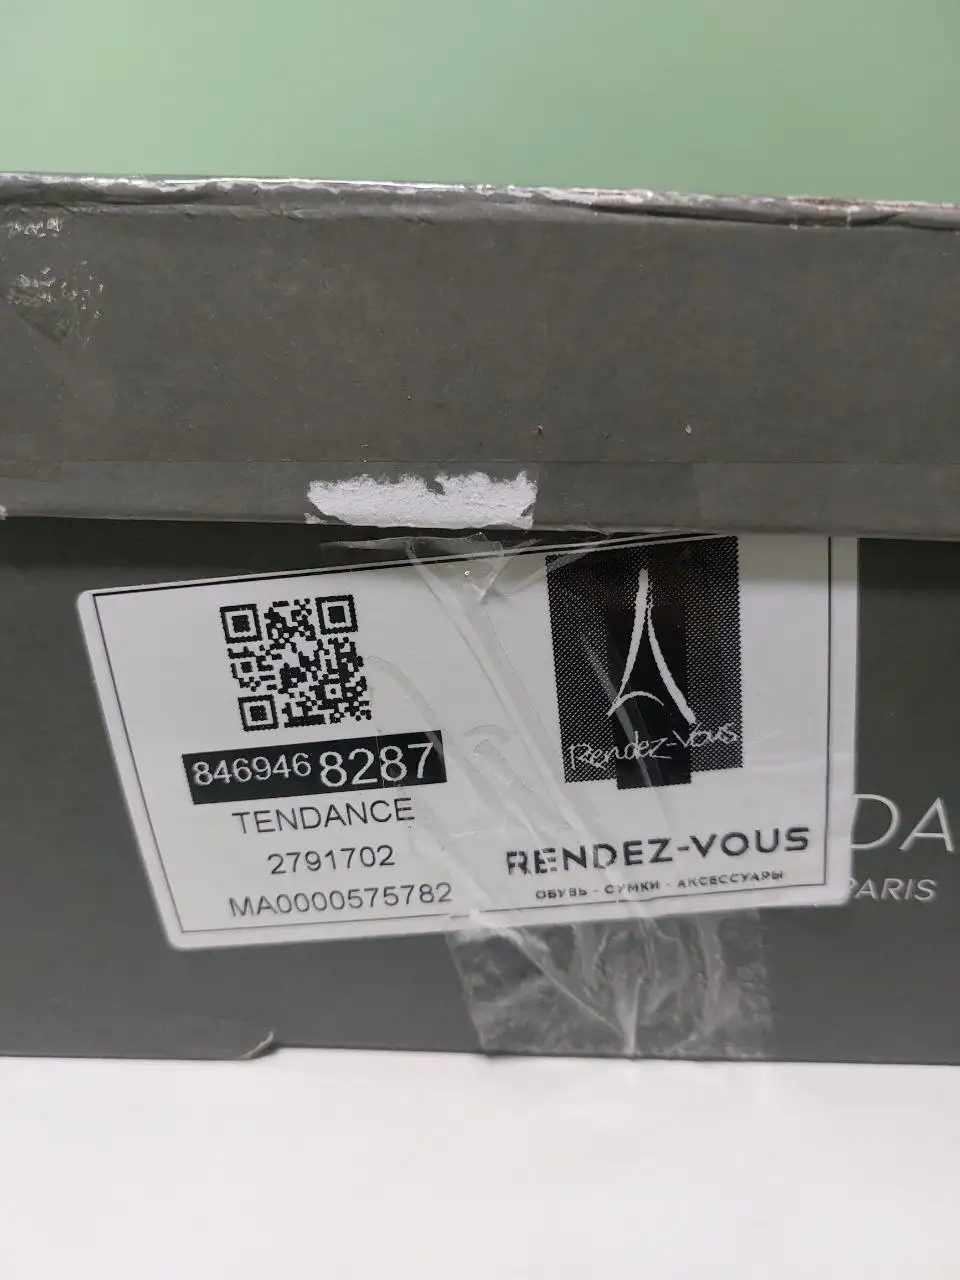 846946 8287
TENDANCE
2791702
MA0000575782
Rendez-Vous
RENDEZ-VOUS
ОБУВЬ · СУМКИ · АКСЕССУАРЫ
DA
PARIS